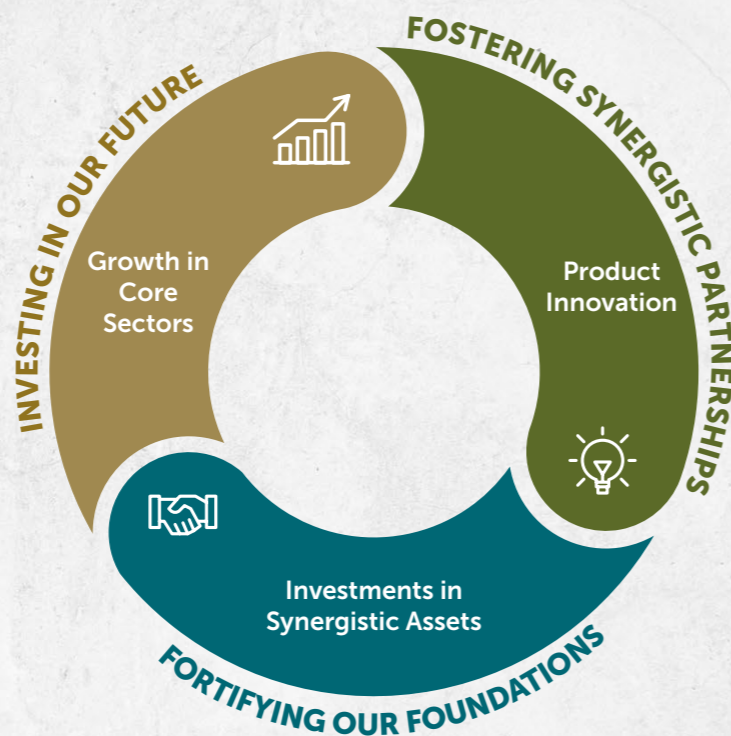 INVESTING IN OUR FUTURE
FOSTERING SYNERGISTIC PARTNERSHIPS
Growth in
Core
Sectors
Product
Innovation
Investments in
Synergistic Assets
FORTIFYING OUR FOUNDATIONS